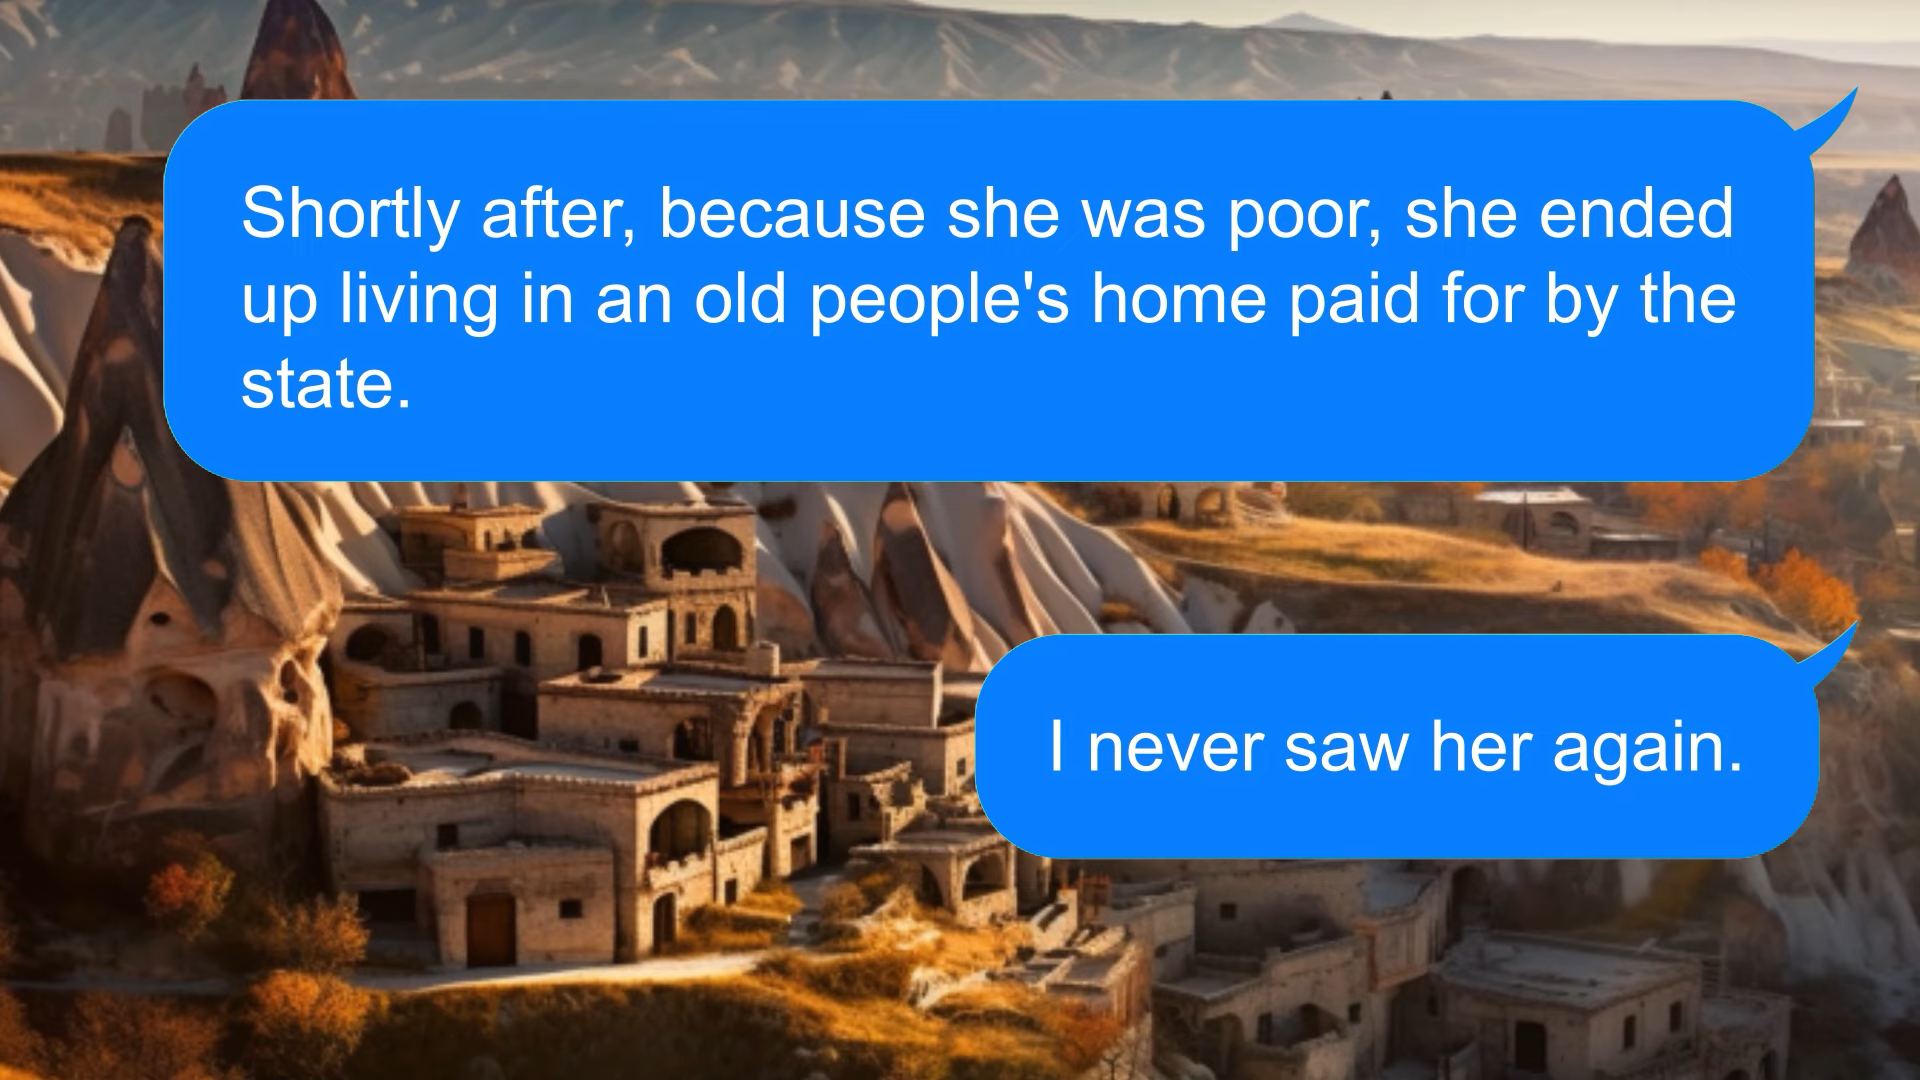 Shortly after, because she was poor, she ended
up living in an old people's home paid for by the
state.
I never saw her again.